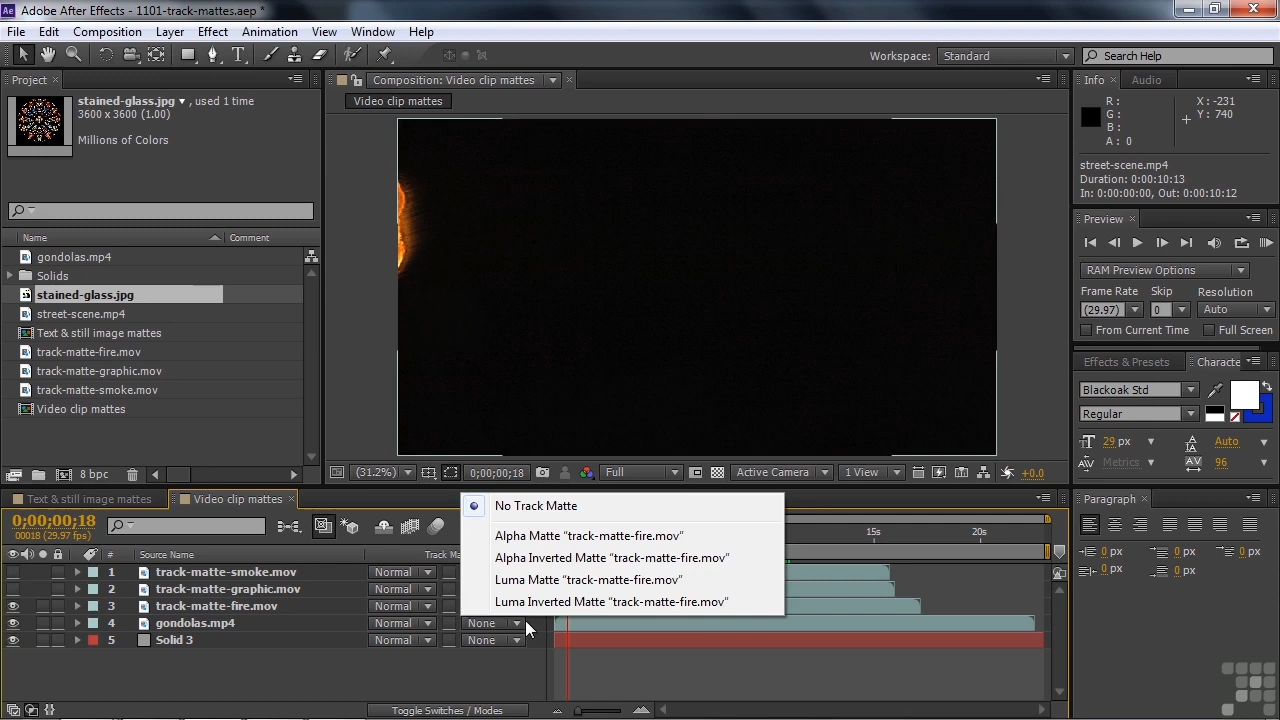 Ae Adobe After Effects - 1101-track-mattes.aep *
File Edit Composition Layer Effect Animation View Window Help
Workspace: Standard Search Help
Project
stained-glass.jpg , used 1 time
3600 x 3600 (1.00)
Millions of Colors
Name Comment
gondolas.mp4
Solids
stained-glass.jpg
street-scene.mp4
Text & still image mattes
track-matte-fire.mov
track-matte-graphic.mov
track-matte-smoke.mov
Video clip mattes
8 bpc
Composition: Video clip mattes
Video clip mattes
(31.2%) 0;00;00;18 Full Active Camera 1 View +0.0
Info Audio
R : X : -231
G : Y : 740
B :
A : 0
street-scene.mp4
Duration: 0:00:10:13
In: 0:00:00:00, Out: 0:00:10:12
Preview
RAM Preview Options
Frame Rate Skip Resolution
(29.97) 0 Auto
From Current Time Full Screen
Effects & Presets Characte
Blackoak Std
Regular
29 px Auto
Metrics 96
Paragraph
0 px 0 px
0 px 0 px
0 px
Text & still image mattes Video clip mattes
0;00;00;18
00018 (29.97 fps)
# Source Name Track Ma
15s 20s
1 track-matte-smoke.mov Normal
2 track-matte-graphic.mov Normal
3 track-matte-fire.mov Normal
4 gondolas.mp4 Normal None
5 Solid 3 Normal None
No Track Matte
Alpha Matte “track-matte-fire.mov”
Alpha Inverted Matte “track-matte-fire.mov”
Luma Matte “track-matte-fire.mov”
Luma Inverted Matte “track-matte-fire.mov”
Toggle Switches / Modes